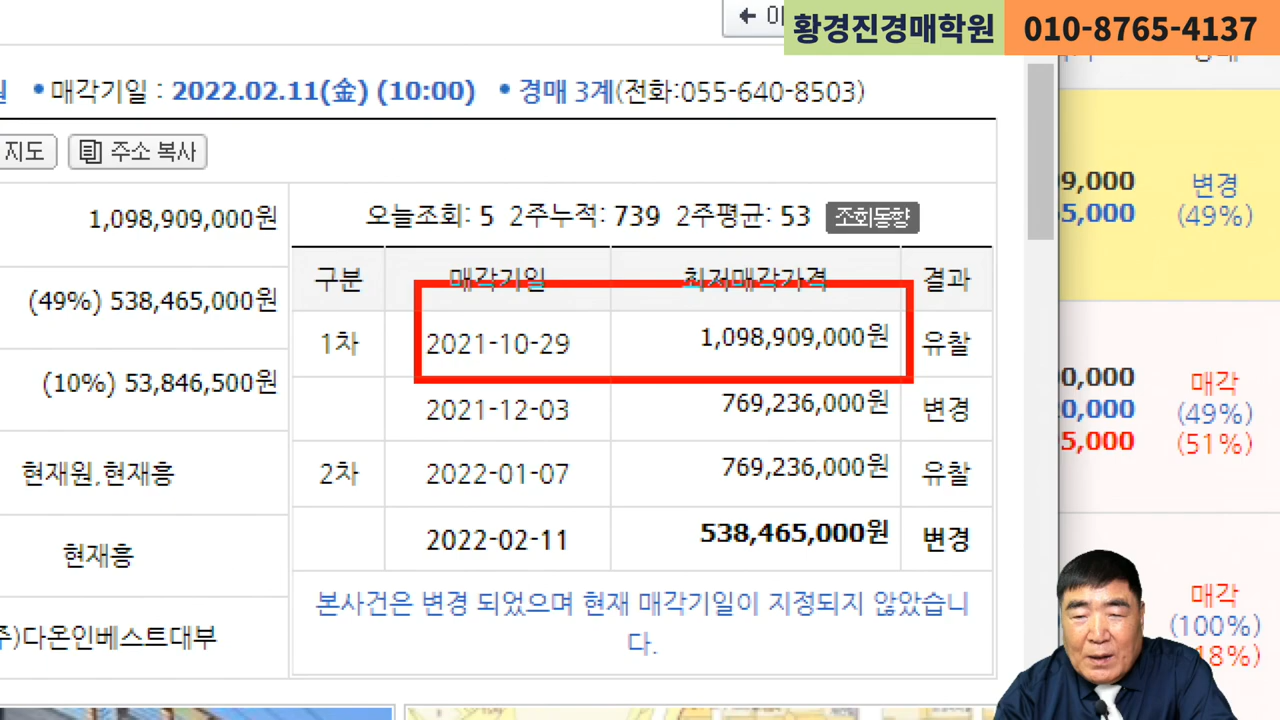 황경진경매학원 010-8765-4137
• 매각기일 : 2022.02.11(金) (10:00) • 경매 3계(전화:055-640-8503)
지도 주소 복사
1,098,909,000원
(49%) 538,465,000원
(10%) 53,846,500원
현재원,현재흥
현재흥
다온인베스트대부
오늘조회: 5 2주누적: 739 2주평균: 53 조회동향
구분 매각기일 최저매각가격 결과
1차 2021-10-29 1,098,909,000원 유찰
2021-12-03 769,236,000원 변경
2차 2022-01-07 769,236,000원 유찰
2022-02-11 538,465,000원 변경
본사건은 변경 되었으며 현재 매각기일이 지정되지 않았습니
다.
9,000 변경
5,000 (49%)
0,000 매각
0,000 (49%)
5,000 (51%)
매각
(100%)
18%)